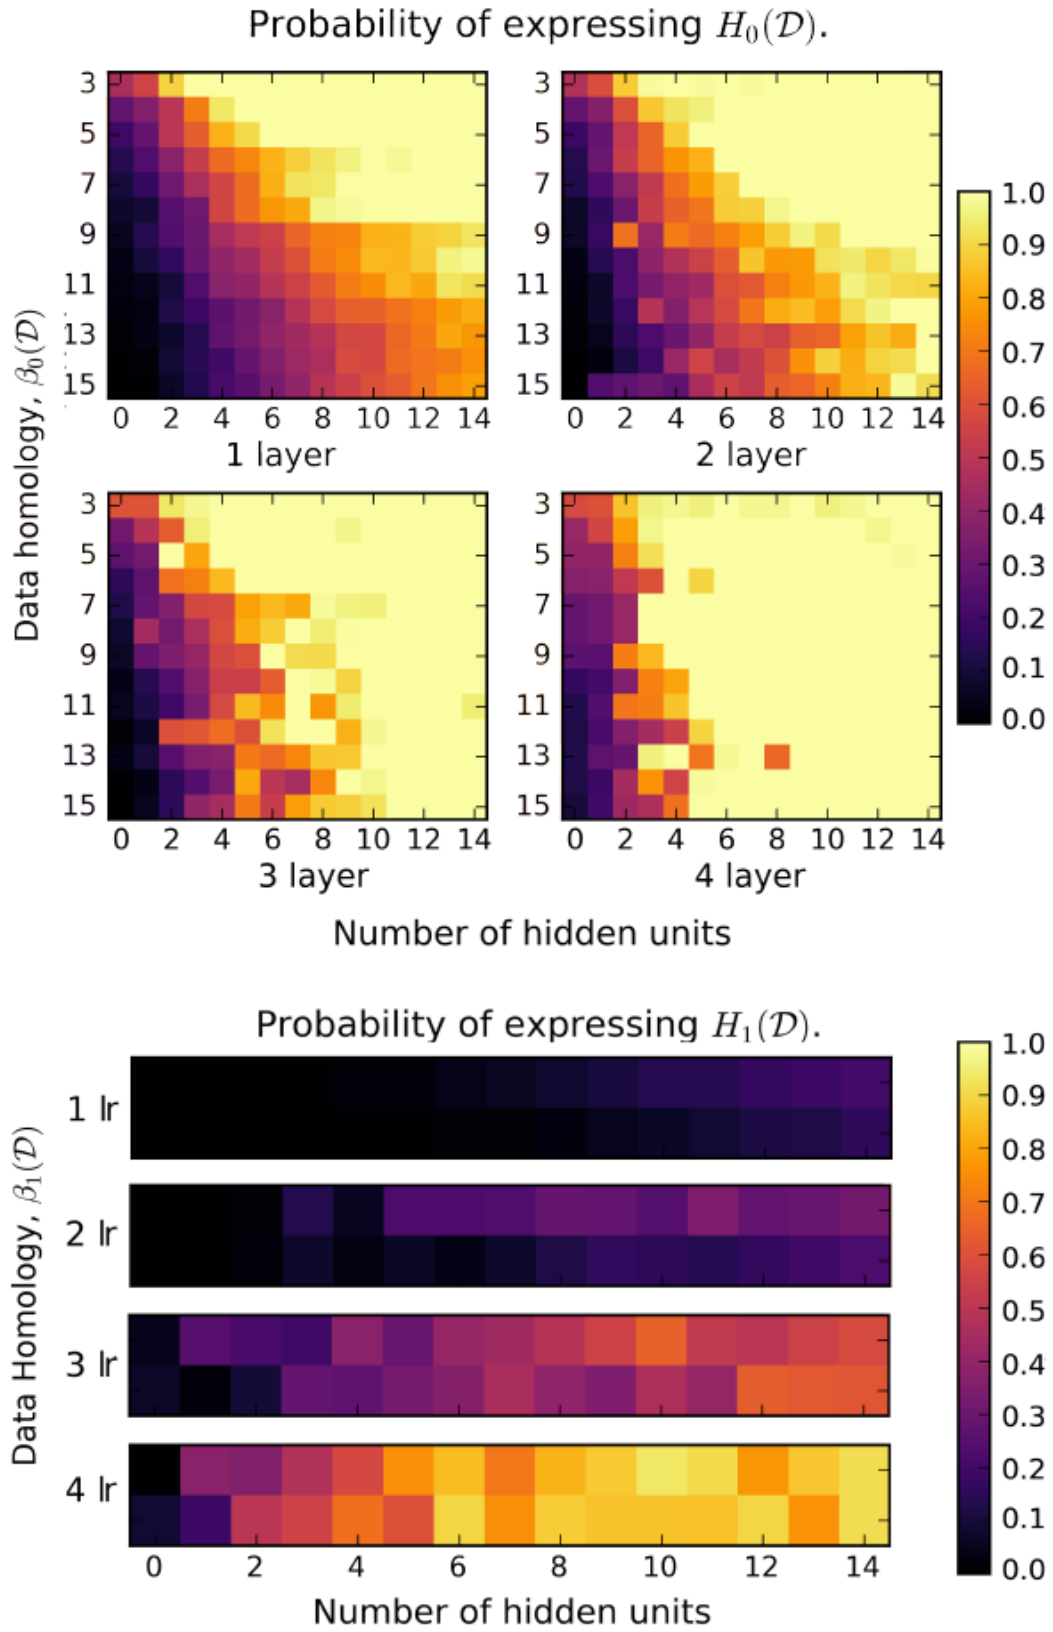 Probability of expressing H₀(𝒟).
Data homology, β₀(𝒟)
3
5
7
9
11
13
15
0 2 4 6 8 10 12 14
1 layer
3
5
7
9
11
13
15
0 2 4 6 8 10 12 14
2 layer
3
5
7
9
11
13
15
0 2 4 6 8 10 12 14
3 layer
3
5
7
9
11
13
15
0 2 4 6 8 10 12 14
4 layer
1.0
0.9
0.8
0.7
0.6
0.5
0.4
0.3
0.2
0.1
0.0
Number of hidden units
Probability of expressing H₁(𝒟).
Data Homology, β₁(𝒟)
1 lr
2 lr
3 lr
4 lr
0 2 4 6 8 10 12 14
Number of hidden units
1.0
0.9
0.8
0.7
0.6
0.5
0.4
0.3
0.2
0.1
0.0